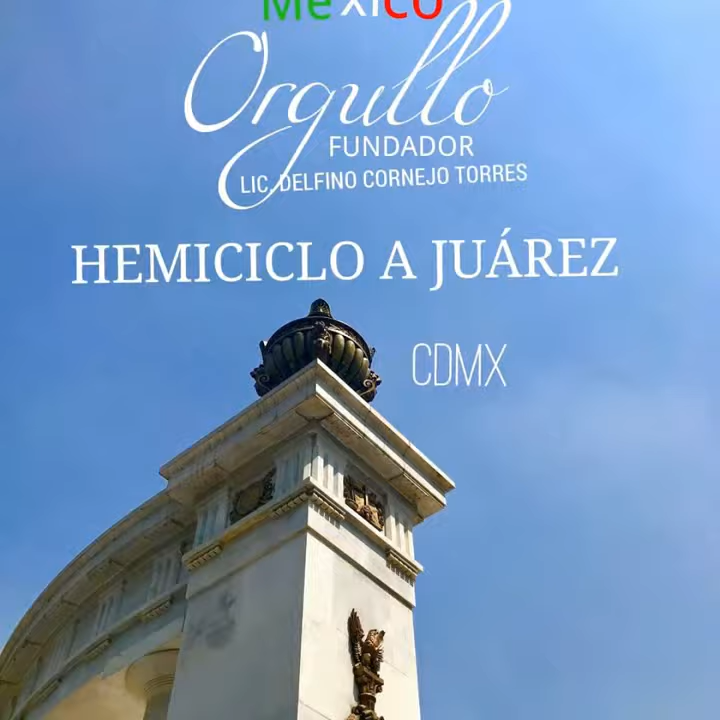 México
Orgullo
FUNDADOR
LIC. DELFINO CORNEJO TORRES
HEMICICLO A JUÁREZ
CDMX